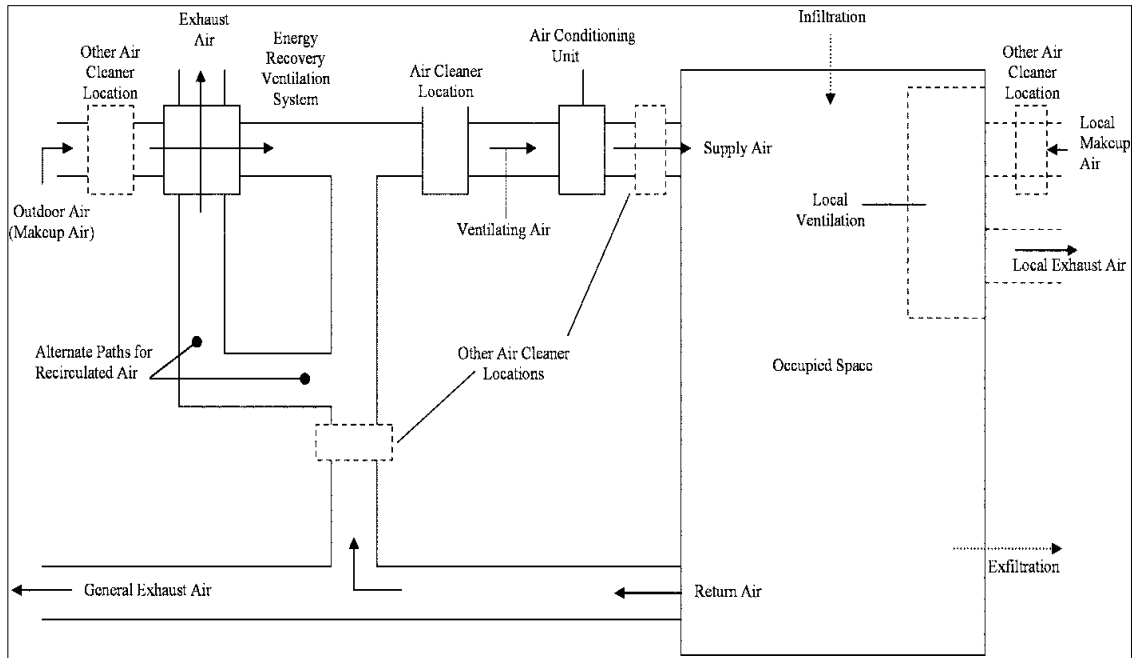 Exhaust
Air
Energy
Recovery
Ventilation
System
Other Air
Cleaner
Location
Air Cleaner
Location
Air Conditioning
Unit
Infiltration
Other Air
Cleaner
Location
Local
Makeup
Air
Supply Air
Outdoor Air
(Makeup Air)
Ventilating Air
Local
Ventilation
Local Exhaust Air
Alternate Paths for
Recirculated Air
Other Air Cleaner
Locations
Occupied Space
Exfiltration
General Exhaust Air
Return Air